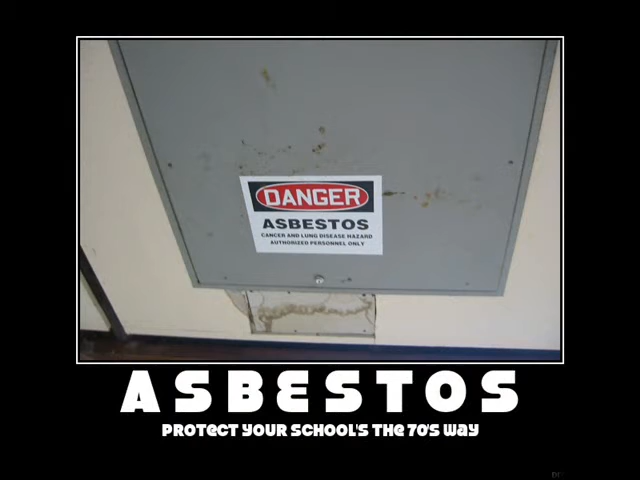 DANGER
ASBESTOS
CANCER AND LUNG DISEASE HAZARD
AUTHORIZED PERSONNEL ONLY
ASBESTOS
PROTECT YOUR SCHOOL'S THE 70'S WAY